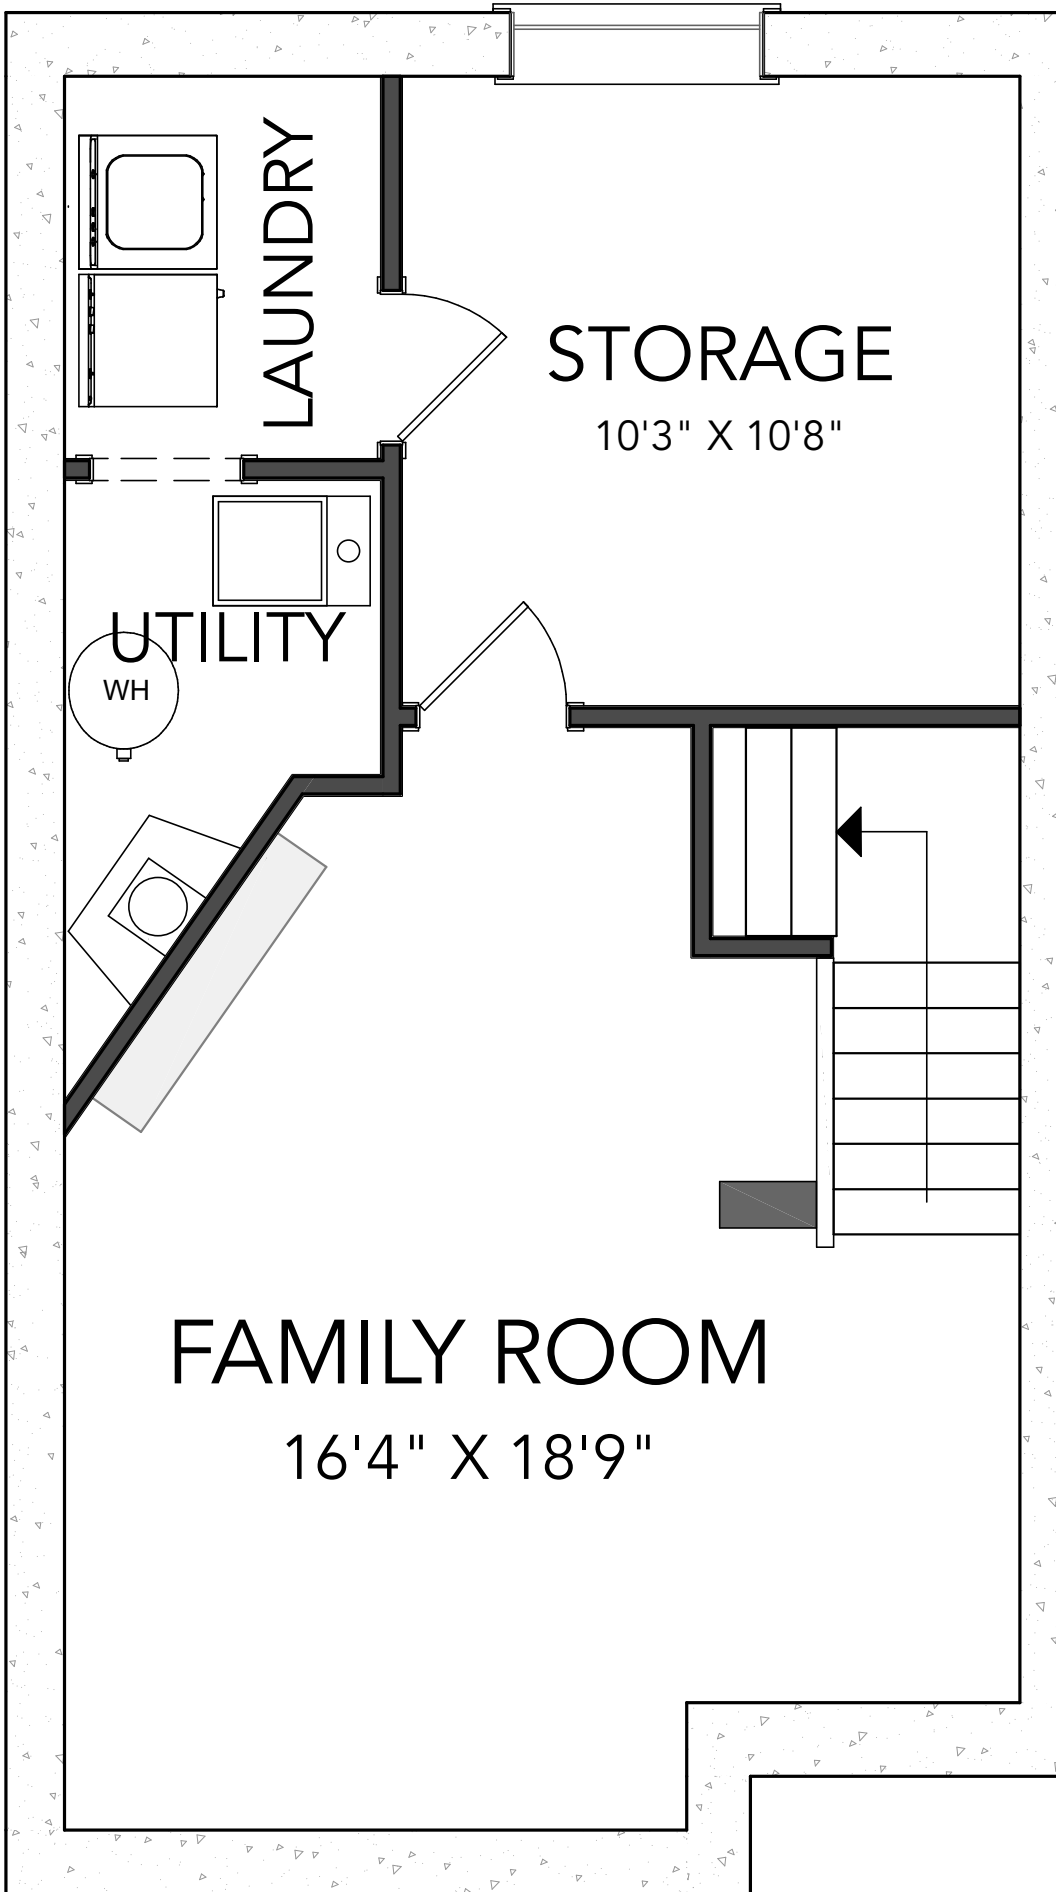 LAUNDRY
STORAGE
10'3" X 10'8"
UTILITY
WH
FAMILY ROOM
16'4" X 18'9"